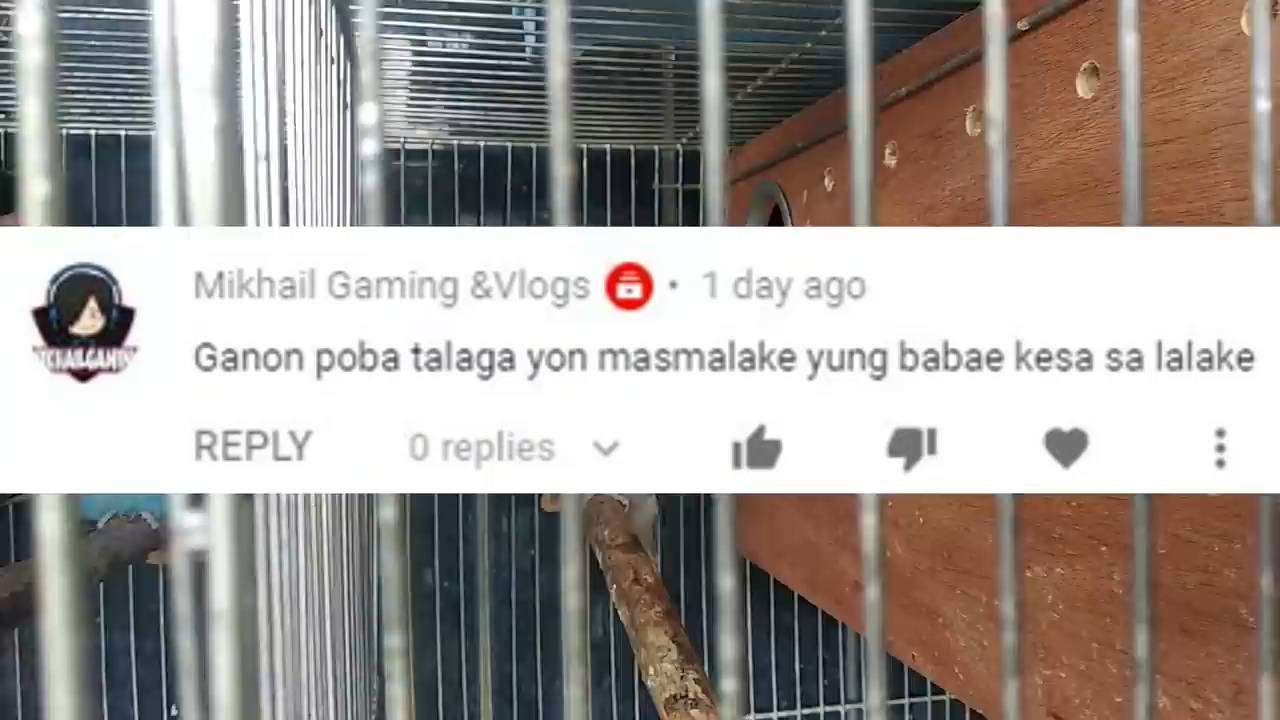 Mikhail Gaming &Vlogs • 1 day ago
Ganon poba talaga yon masmalake yung babae kesa sa lalake
REPLY 0 replies